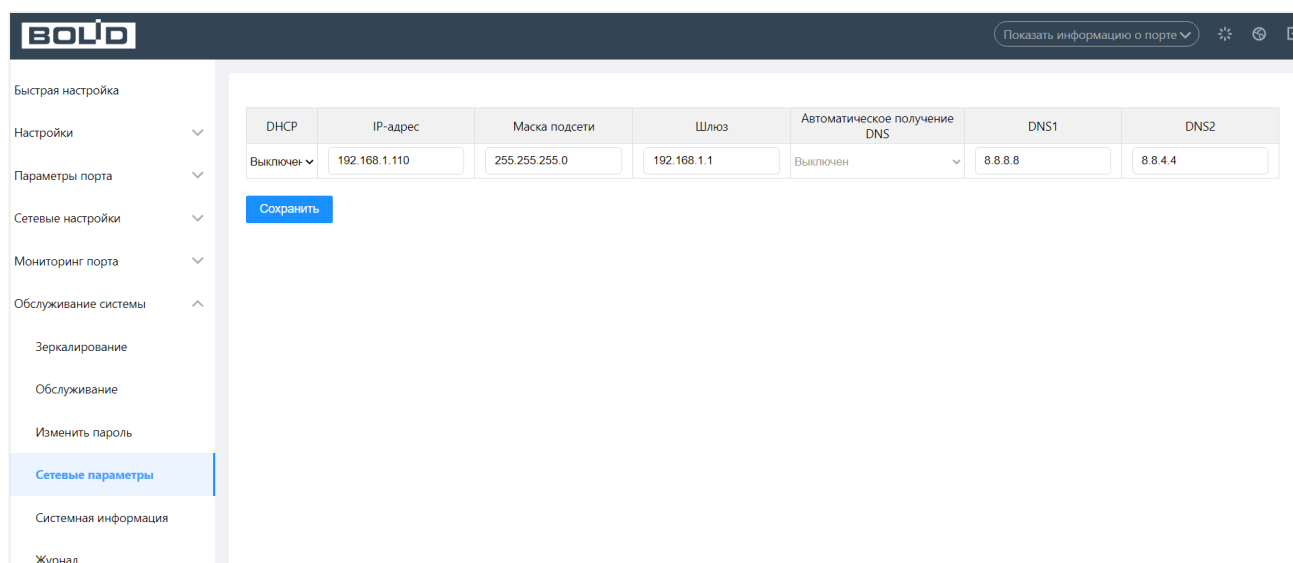 BOLID
Показать информацию о порте
Быстрая настройка
Настройки
Параметры порта
Сетевые настройки
Мониторинг порта
Обслуживание системы
Зеркалирование
Обслуживание
Изменить пароль
Сетевые параметры
Системная информация
Журнал
DHCP IP-адрес Маска подсети Шлюз Автоматическое получение DNS DNS1 DNS2
Выключен 192.168.1.110 255.255.255.0 192.168.1.1 Выключен 8.8.8.8 8.8.4.4
Сохранить